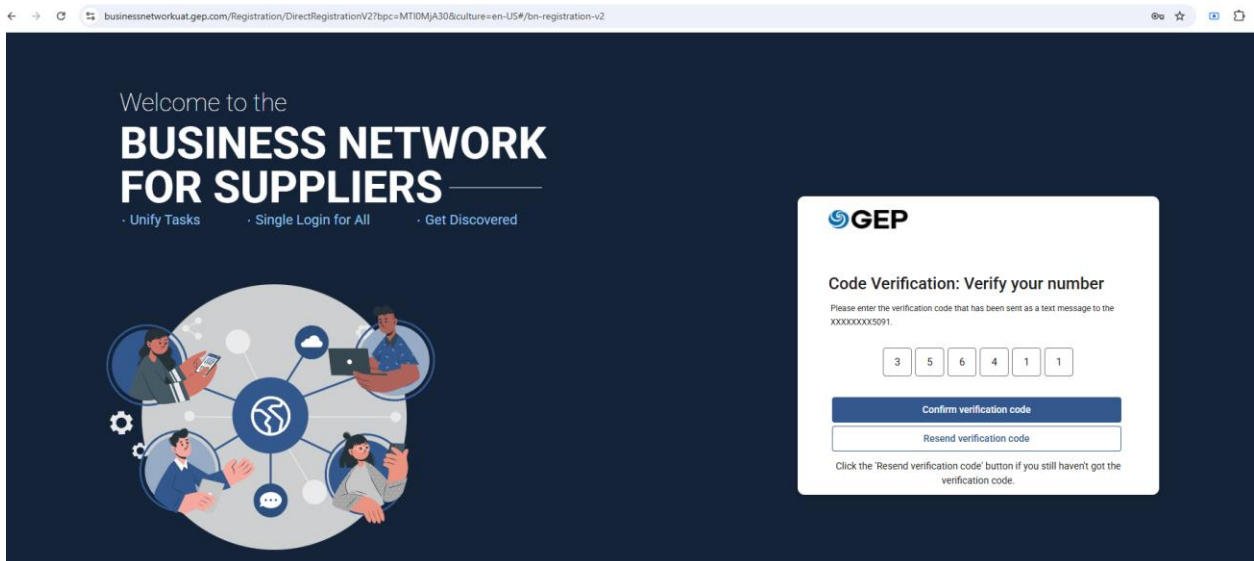 businessnetworkuat.gep.com/Registration/DirectRegistrationV2?bpc=MTI0MjA30&culture=en-US#/bn-registration-v2
Welcome to the
BUSINESS NETWORK
FOR SUPPLIERS
· Unify Tasks · Single Login for All · Get Discovered
GEP
Code Verification: Verify your number
Please enter the verification code that has been sent as a text message to the
XXXXXXXX5091.
3 5 6 4 1 1
Confirm verification code
Resend verification code
Click the 'Resend verification code' button if you still haven't got the
verification code.